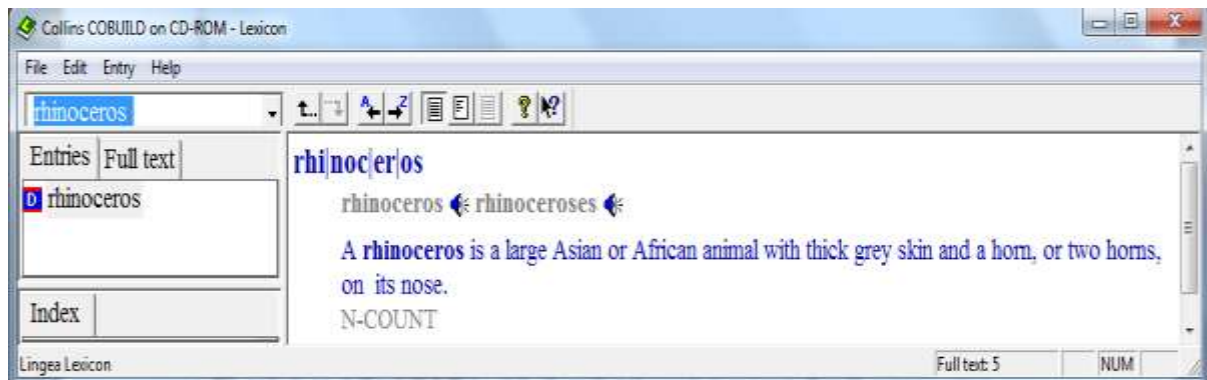 Collins COBUILD on CD-ROM - Lexicon
File Edit Entry Help
rhinoceros
Entries Full text
D rhinoceros
Index
rhi|noc|er|os
rhinoceros rhinoceroses
A rhinoceros is a large Asian or African animal with thick grey skin and a horn, or two horns,
on its nose.
N-COUNT
Lingea Lexicon Full text: 5 NUM